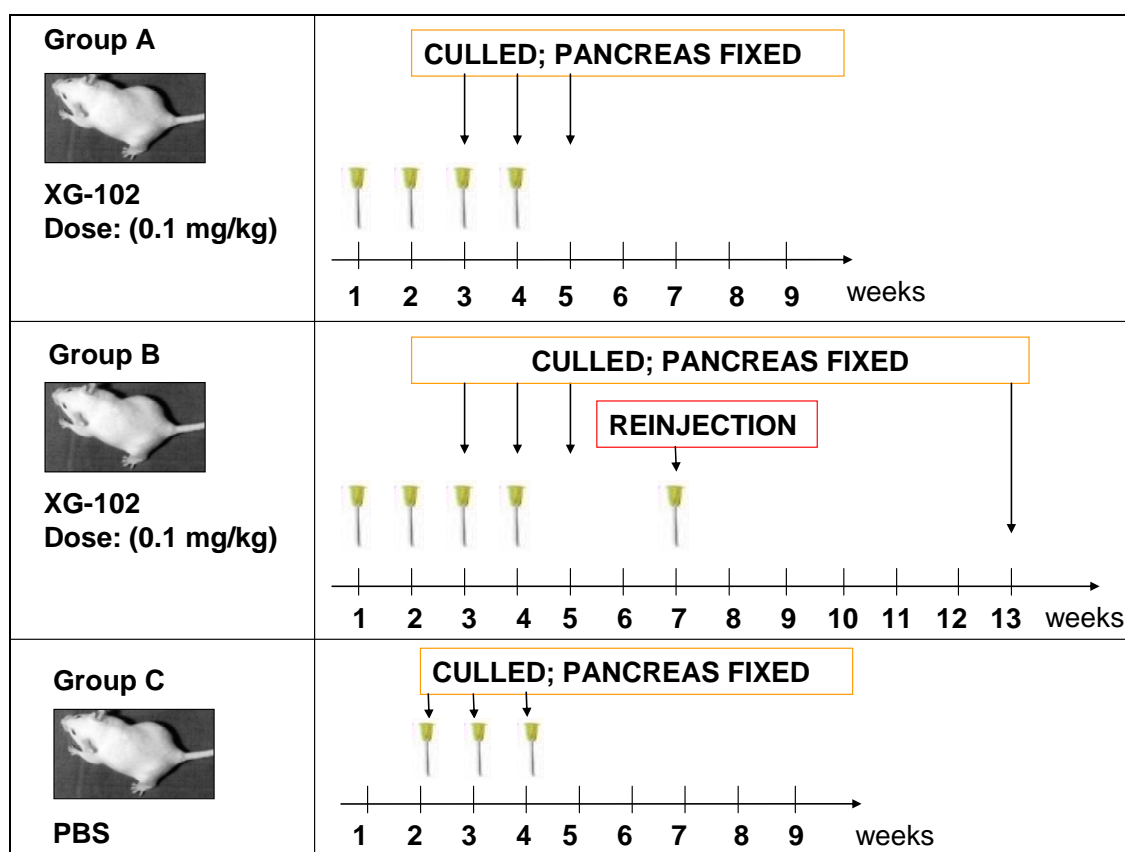 Group A
CULLED; PANCREAS FIXED
XG-102
Dose: (0.1 mg/kg)
1 2 3 4 5 6 7 8 9 weeks
Group B
CULLED; PANCREAS FIXED
REINJECTION
XG-102
Dose: (0.1 mg/kg)
1 2 3 4 5 6 7 8 9 10 11 12 13 weeks
Group C
CULLED; PANCREAS FIXED
PBS
1 2 3 4 5 6 7 8 9 weeks